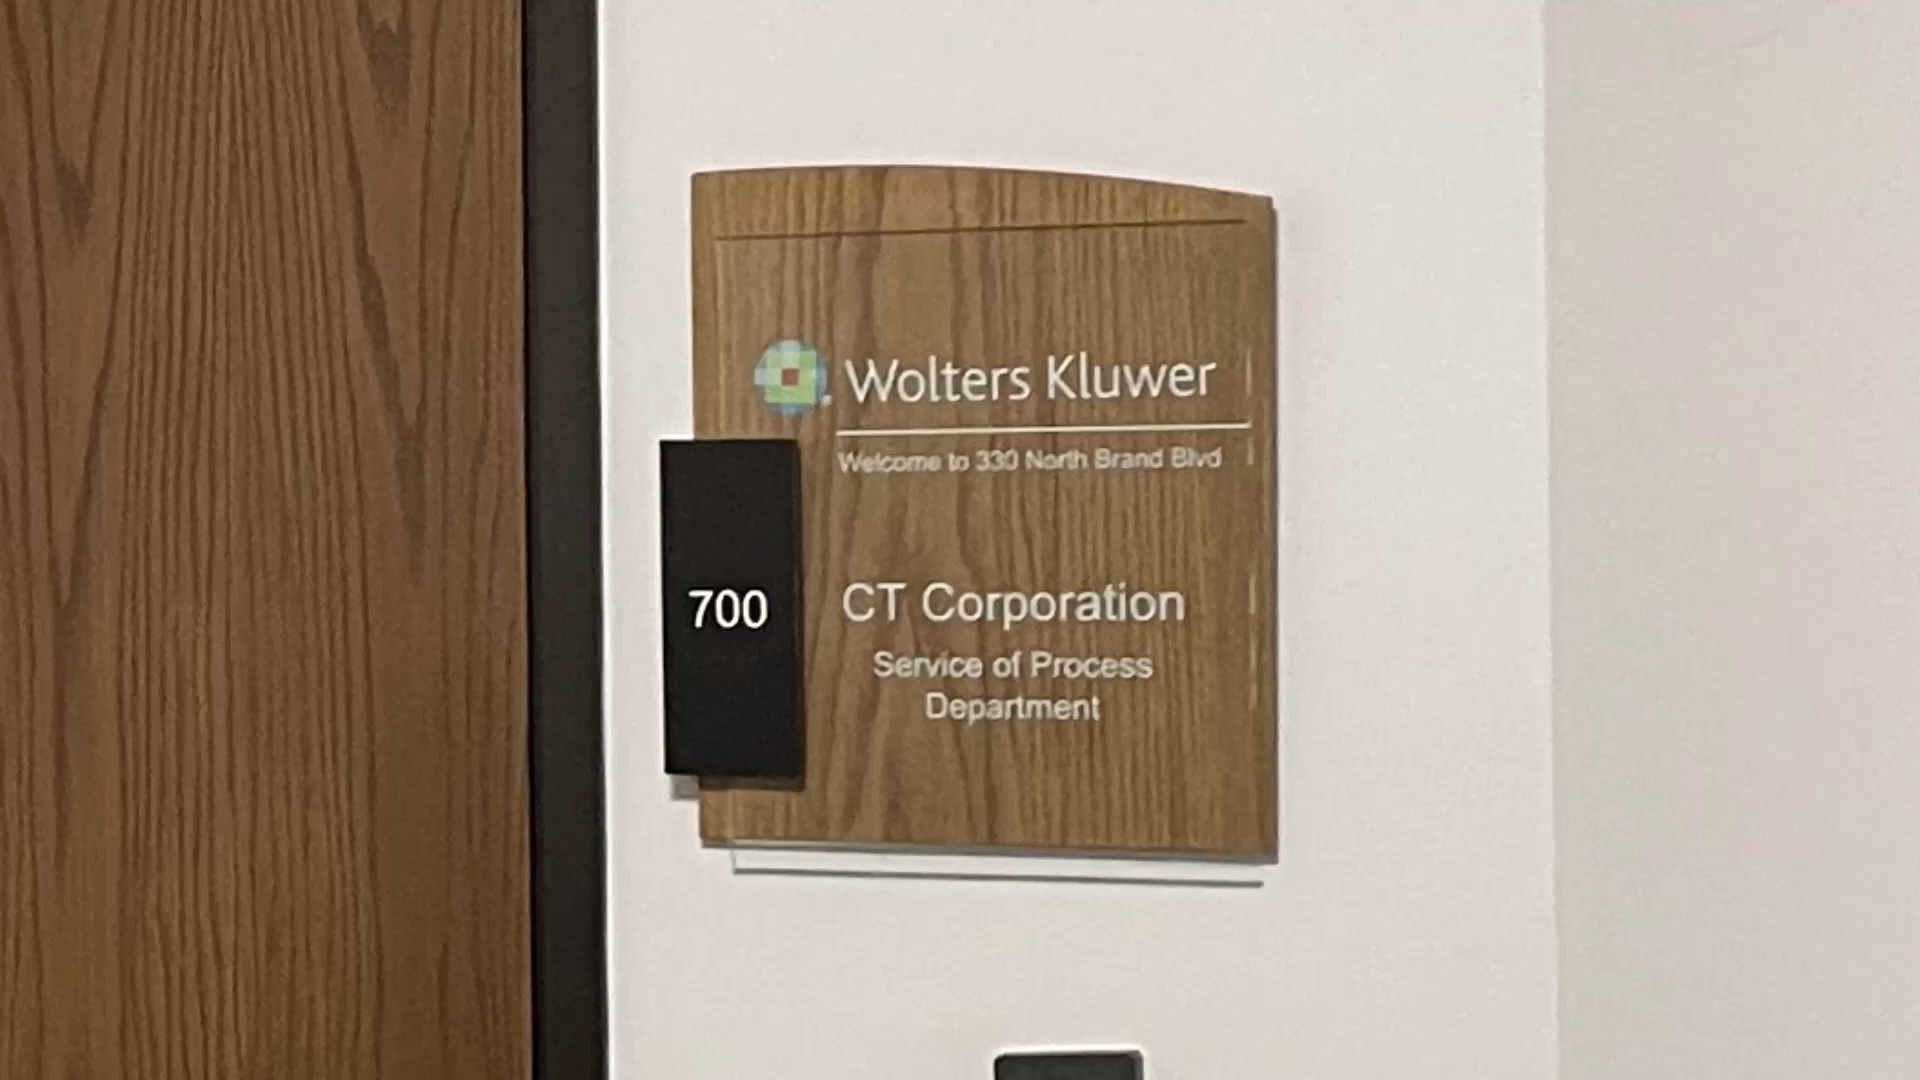 Wolters Kluwer
Welcome to 330 North Brand Blvd
700
CT Corporation
Service of Process
Department